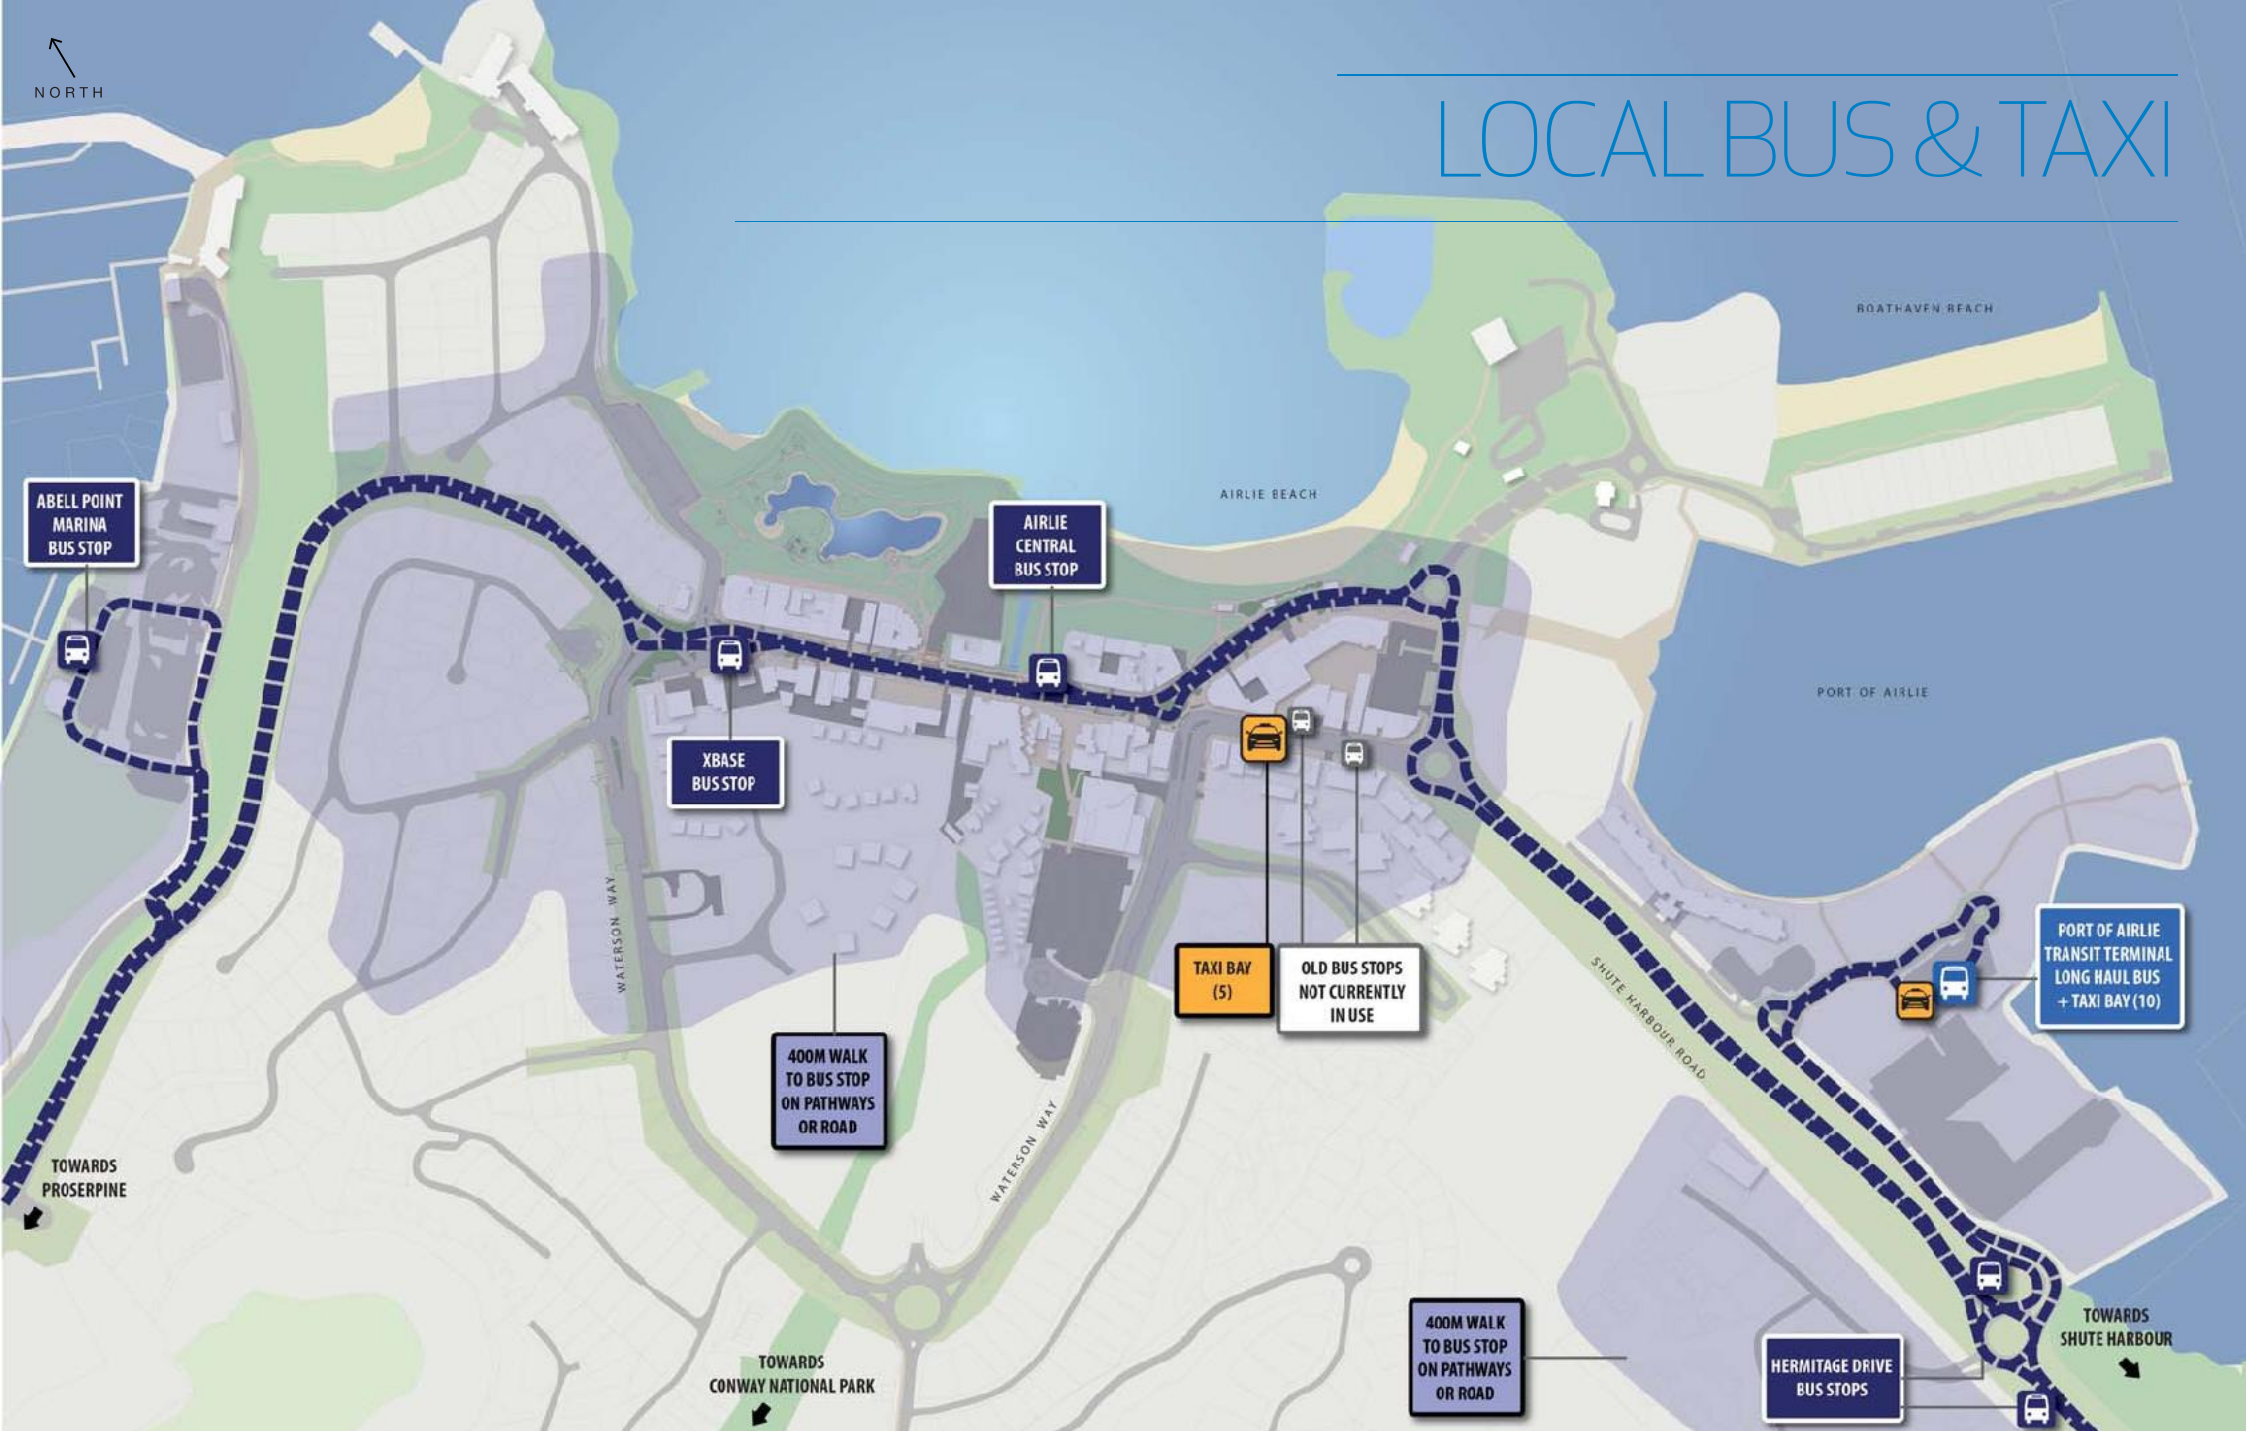 NORTH
LOCAL BUS & TAXI
BOATHAVEN BEACH
ABELL POINT
MARINA
BUS STOP
AIRLIE
CENTRAL
BUS STOP
AIRLIE BEACH
PORT OF AIRLIE
XBASE
BUS STOP
WATERSON WAY
TAXI BAY
(5)
OLD BUS STOPS
NOT CURRENTLY
IN USE
SHUTE HARBOUR ROAD
PORT OF AIRLIE
TRANSIT TERMINAL
LONG HAUL BUS
+ TAXI BAY (10)
400M WALK
TO BUS STOP
ON PATHWAYS
OR ROAD
WATERSON WAY
TOWARDS
PROSERPINE
TOWARDS
CONWAY NATIONAL PARK
400M WALK
TO BUS STOP
ON PATHWAYS
OR ROAD
HERMITAGE DRIVE
BUS STOPS
TOWARDS
SHUTE HARBOUR